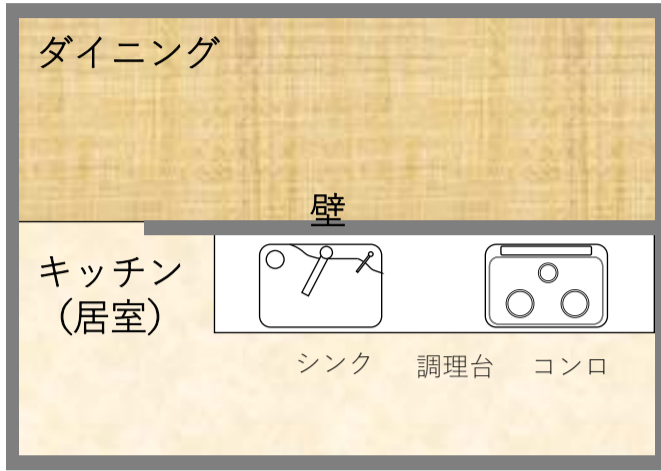 ダイニング
壁
キッチン
（居室）
シンク
調理台
コンロ